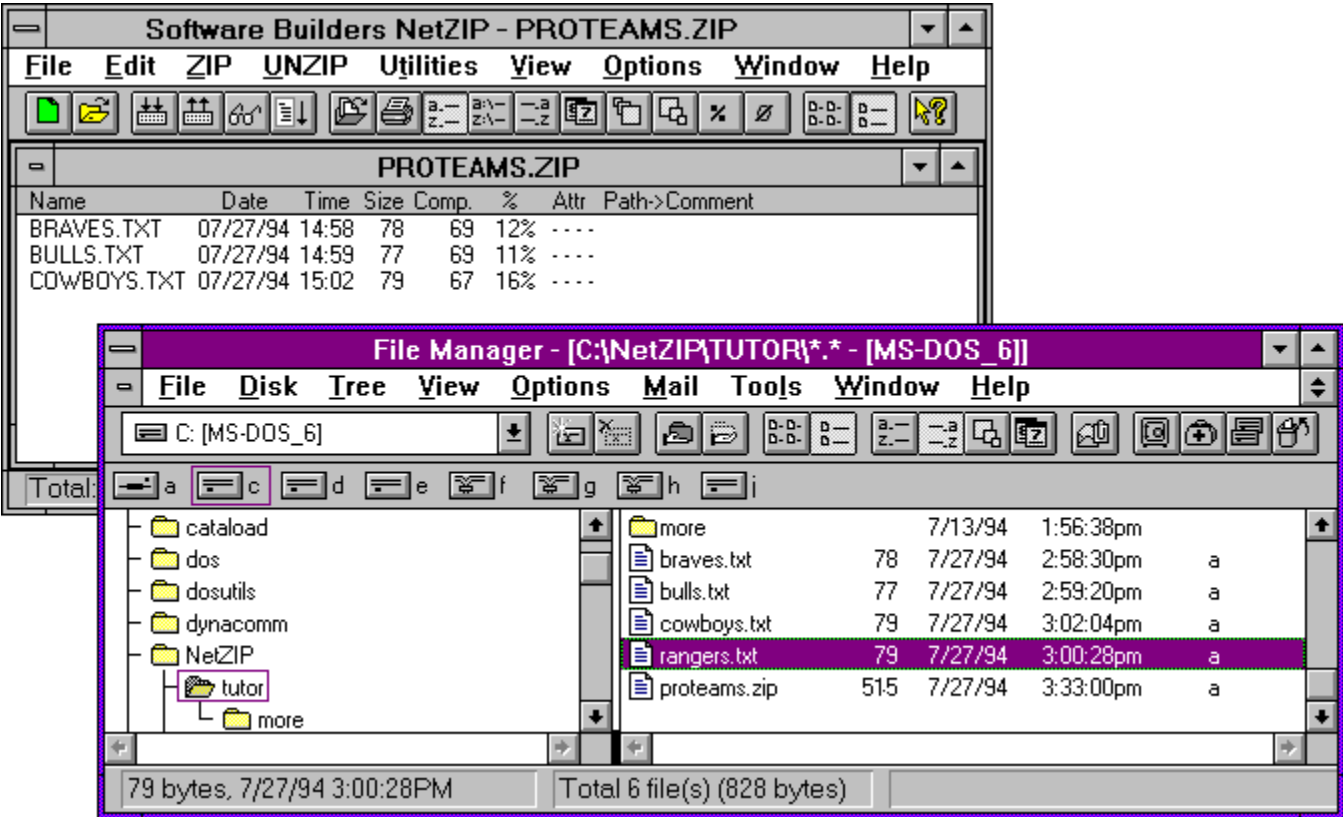 Software Builders NetZIP - PROTEAMS.ZIP
File Edit ZIP UNZIP Utilities View Options Window Help
PROTEAMS.ZIP
Name Date Time Size Comp. % Attr Path->Comment
BRAVES.TXT 07/27/94 14:58 78 69 12% ----
BULLS.TXT 07/27/94 14:59 77 69 11% ----
COWBOYS.TXT 07/27/94 15:02 79 67 16% ----
Total:
File Manager - [C:\NetZIP\TUTOR\*.* - [MS-DOS_6]]
File Disk Tree View Options Mail Tools Window Help
C: [MS-DOS_6]
a c d e f g h j
cataload
dos
dosutils
dynacomm
NetZIP
tutor
more
more 7/13/94 1:56:38pm
braves.txt 78 7/27/94 2:58:30pm a
bulls.txt 77 7/27/94 2:59:20pm a
cowboys.txt 79 7/27/94 3:02:04pm a
rangers.txt 79 7/27/94 3:00:28pm a
proteams.zip 515 7/27/94 3:33:00pm a
79 bytes, 7/27/94 3:00:28PM
Total 6 file(s) (828 bytes)